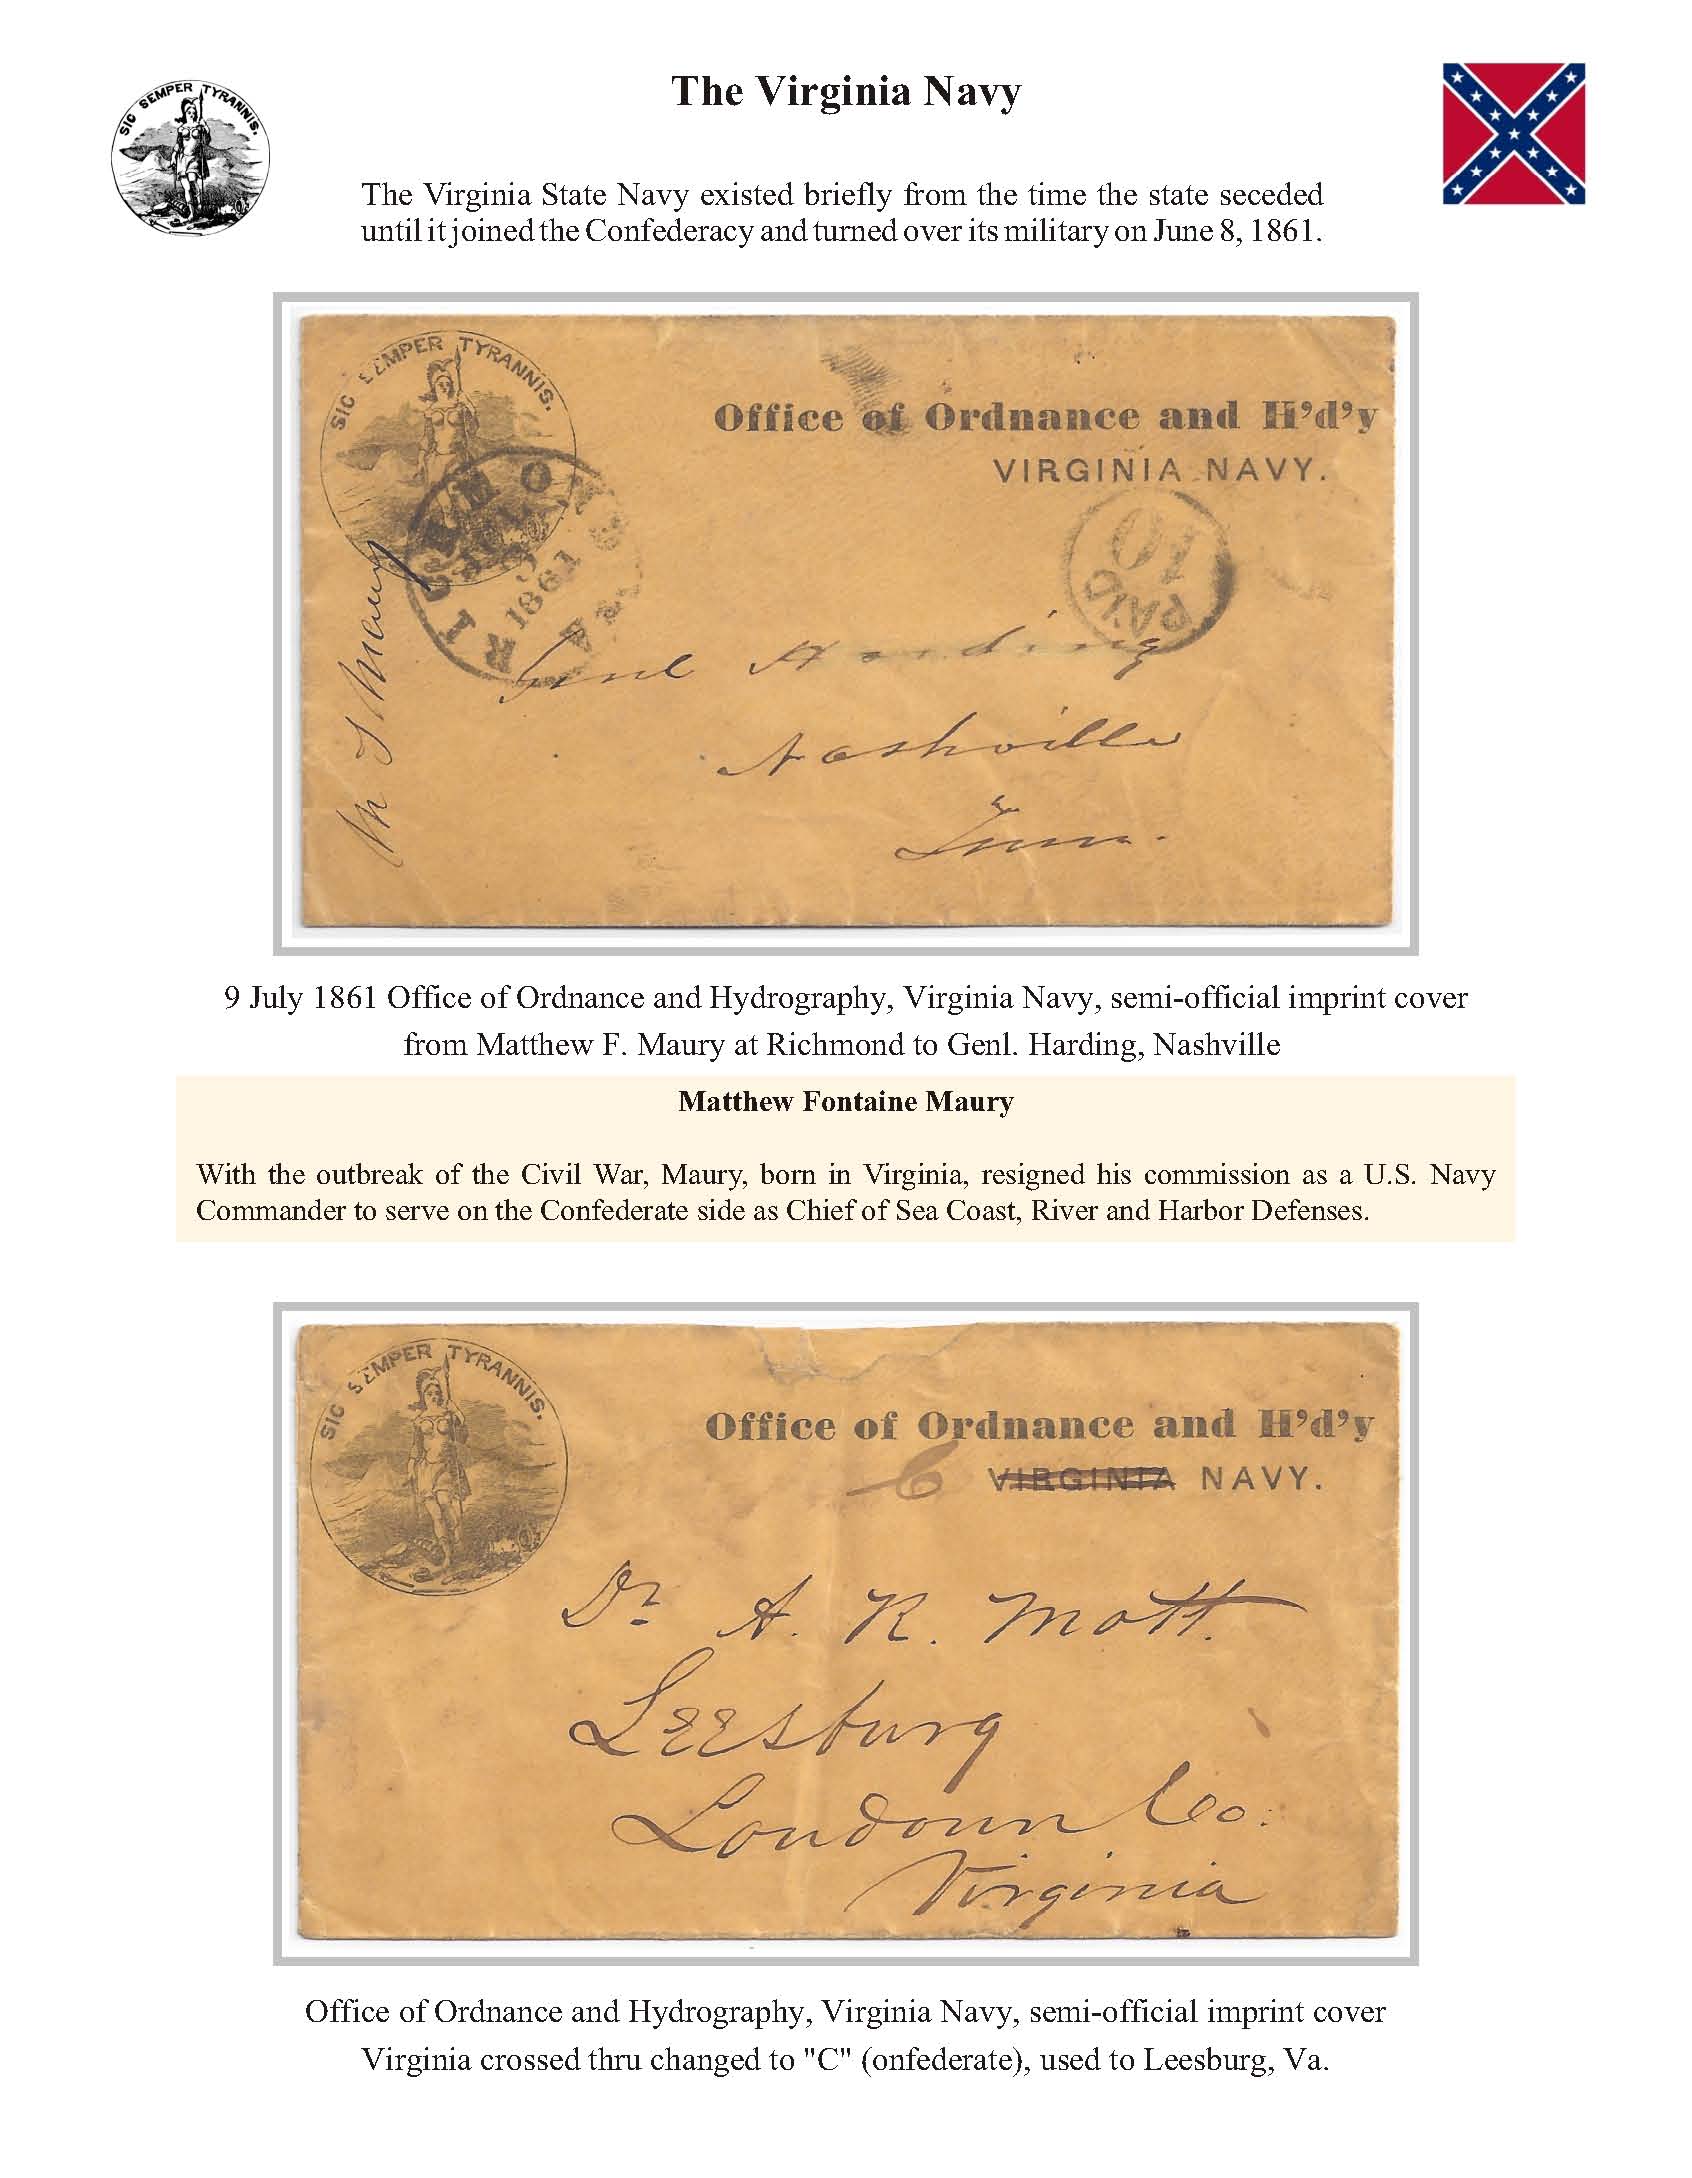 The Virginia Navy
SIC SEMPER TYRANNIS.
The Virginia State Navy existed briefly from the time the state seceded
until it joined the Confederacy and turned over its military on June 8, 1861.
SIC SEMPER TYRANNIS.
Office of Ordnance and H'd'y
VIRGINIA NAVY.
RICHMOND
1861
VA
PAID
10
M F Maury
Genl Harding
Nashville
Tenn.
9 July 1861 Office of Ordnance and Hydrography, Virginia Navy, semi-official imprint cover
from Matthew F. Maury at Richmond to Genl. Harding, Nashville
Matthew Fontaine Maury
With the outbreak of the Civil War, Maury, born in Virginia, resigned his commission as a U.S. Navy
Commander to serve on the Confederate side as Chief of Sea Coast, River and Harbor Defenses.
SIC SEMPER TYRANNIS.
Office of Ordnance and H'd'y
C VIRGINIA NAVY.
Dr A. R. Mott.
Leesburg
Loudoun Co.
Virginia
Office of Ordnance and Hydrography, Virginia Navy, semi-official imprint cover
Virginia crossed thru changed to "C" (onfederate), used to Leesburg, Va.